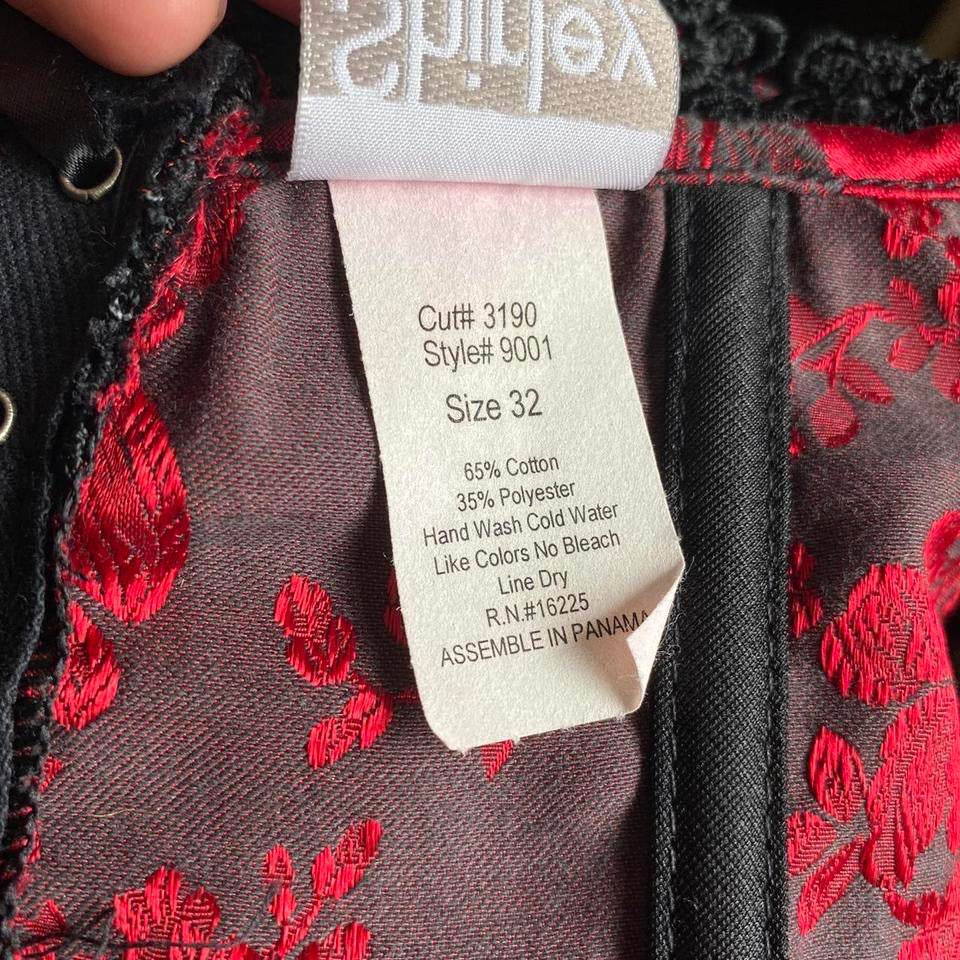 Shirley
Cut# 3190
Style# 9001
Size 32
65% Cotton
35% Polyester
Hand Wash Cold Water
Like Colors No Bleach
Line Dry
R.N.#16225
ASSEMBLE IN PANAMA